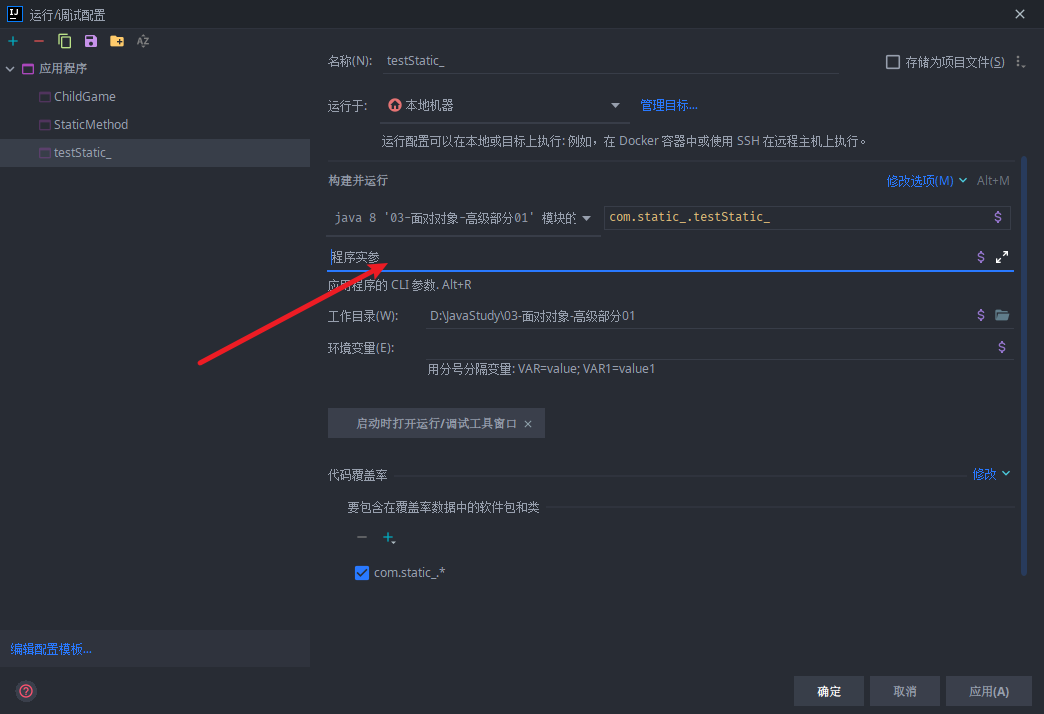 运行/调试配置
应用程序
ChildGame
StaticMethod
testStatic_
编辑配置模板...
名称(N): testStatic_ 存储为项目文件(S)
运行于: 本地机器 管理目标...
运行配置可以在本地或目标上执行: 例如，在 Docker 容器中或使用 SSH 在远程主机上执行。
构建并运行 修改选项(M) Alt+M
java 8 '03-面对对象-高级部分01' 模块的 com.static_.testStatic_
程序实参
应用程序的 CLI 参数. Alt+R
工作目录(W): D:\JavaStudy\03-面对对象-高级部分01
环境变量(E):
用分号分隔变量: VAR=value; VAR1=value1
启动时打开运行/调试工具窗口 ×
代码覆盖率 修改
要包含在覆盖率数据中的软件包和类
com.static_.*
确定 取消 应用(A)